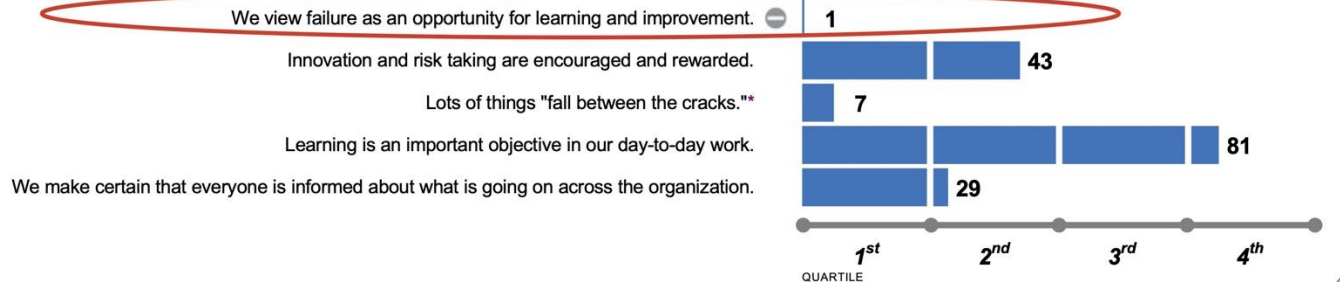 We view failure as an opportunity for learning and improvement. 1
Innovation and risk taking are encouraged and rewarded. 43
Lots of things "fall between the cracks."* 7
Learning is an important objective in our day-to-day work. 81
We make certain that everyone is informed about what is going on across the organization. 29
1st 2nd 3rd 4th
QUARTILE